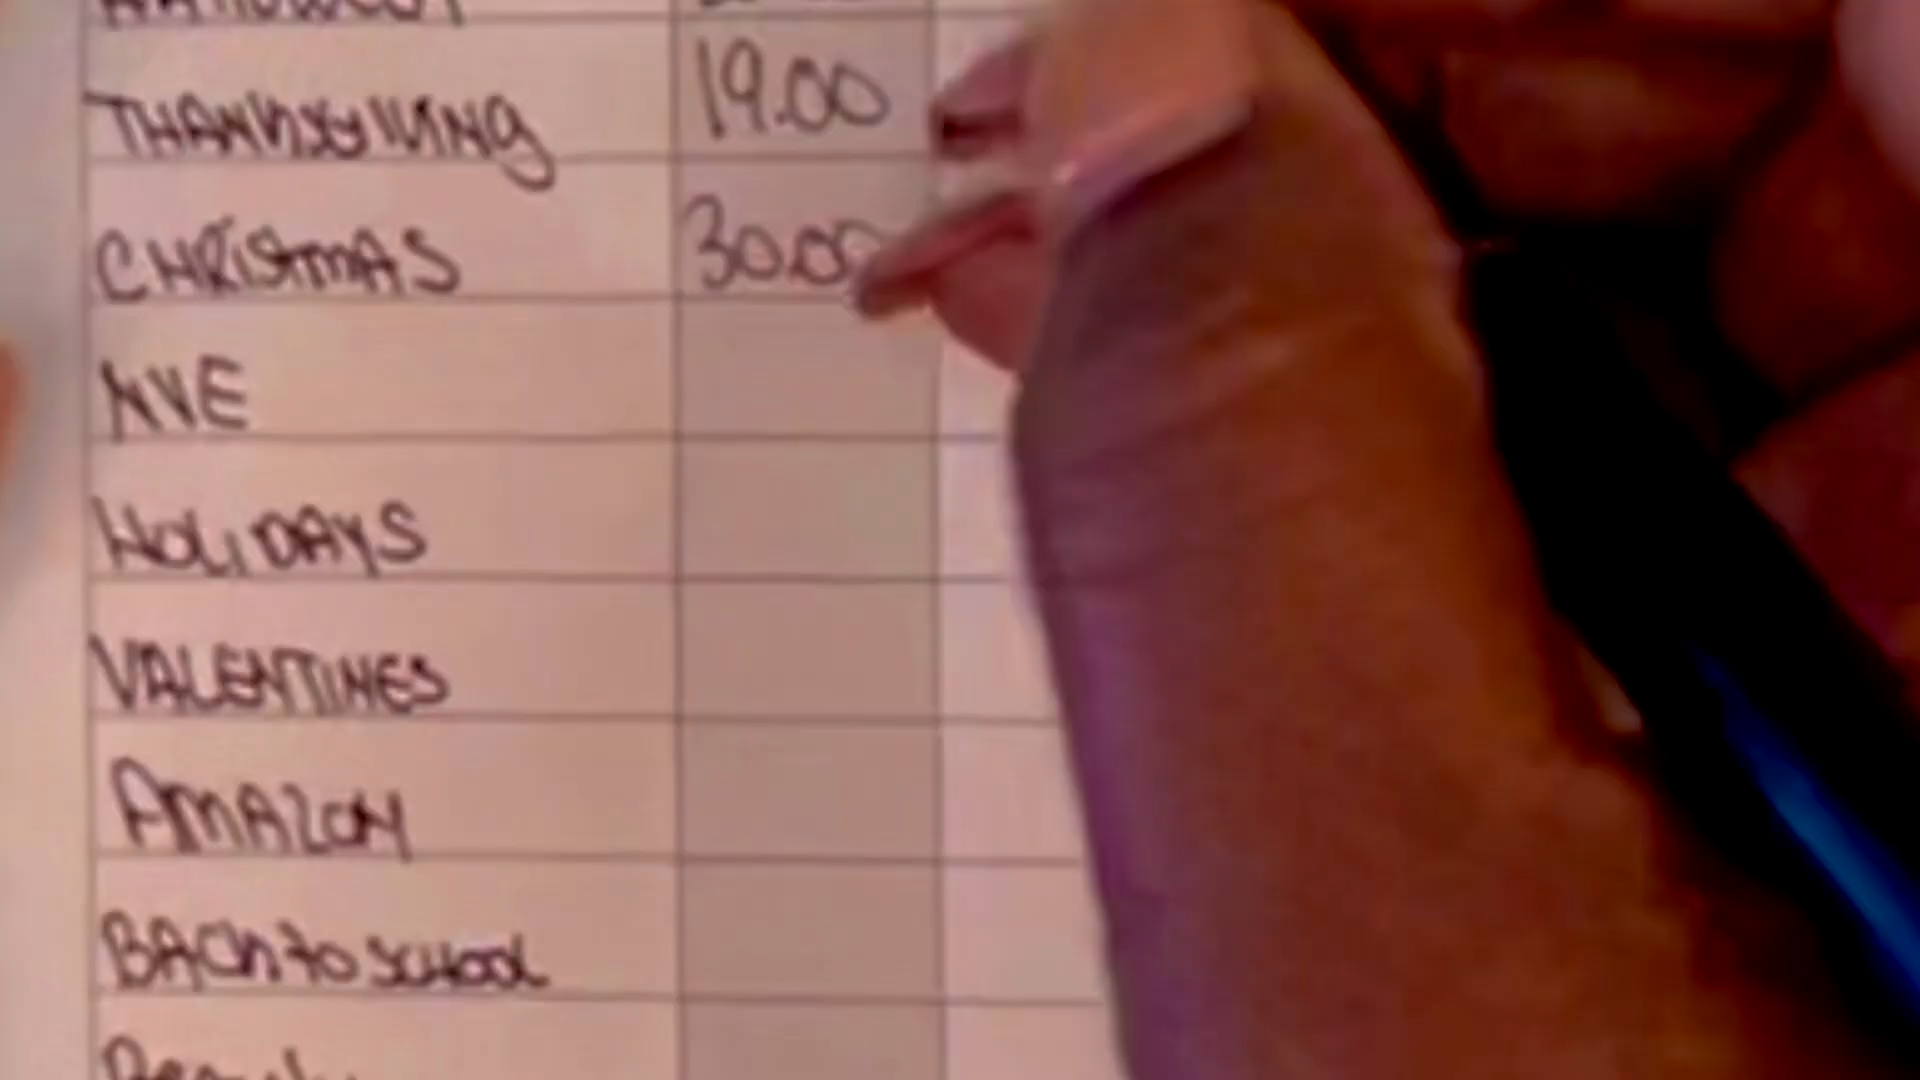 THANKSGIVING 19.00
CHRISTMAS 30.00
NYE
HOLIDAYS
VALENTINES
AMAZON
BACK to SCHOOL